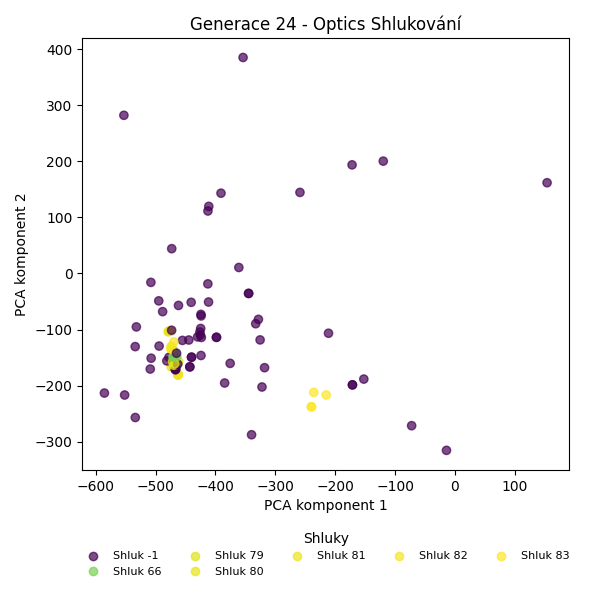 Generace 24 - Optics Shlukování
400
300
200
100
0
−100
−200
−300
PCA komponent 2
−600 −500 −400 −300 −200 −100 0 100
PCA komponent 1
Shluky
Shluk -1 Shluk 79 Shluk 81 Shluk 82 Shluk 83
Shluk 66 Shluk 80